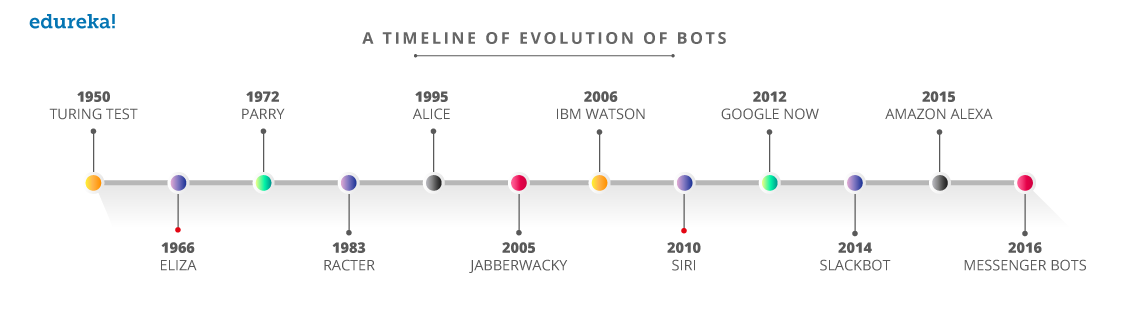 edureka!
A TIMELINE OF EVOLUTION OF BOTS
1950
TURING TEST
1966
ELIZA
1972
PARRY
1983
RACTER
1995
ALICE
2005
JABBERWACKY
2006
IBM WATSON
2010
SIRI
2012
GOOGLE NOW
2014
SLACKBOT
2015
AMAZON ALEXA
2016
MESSENGER BOTS